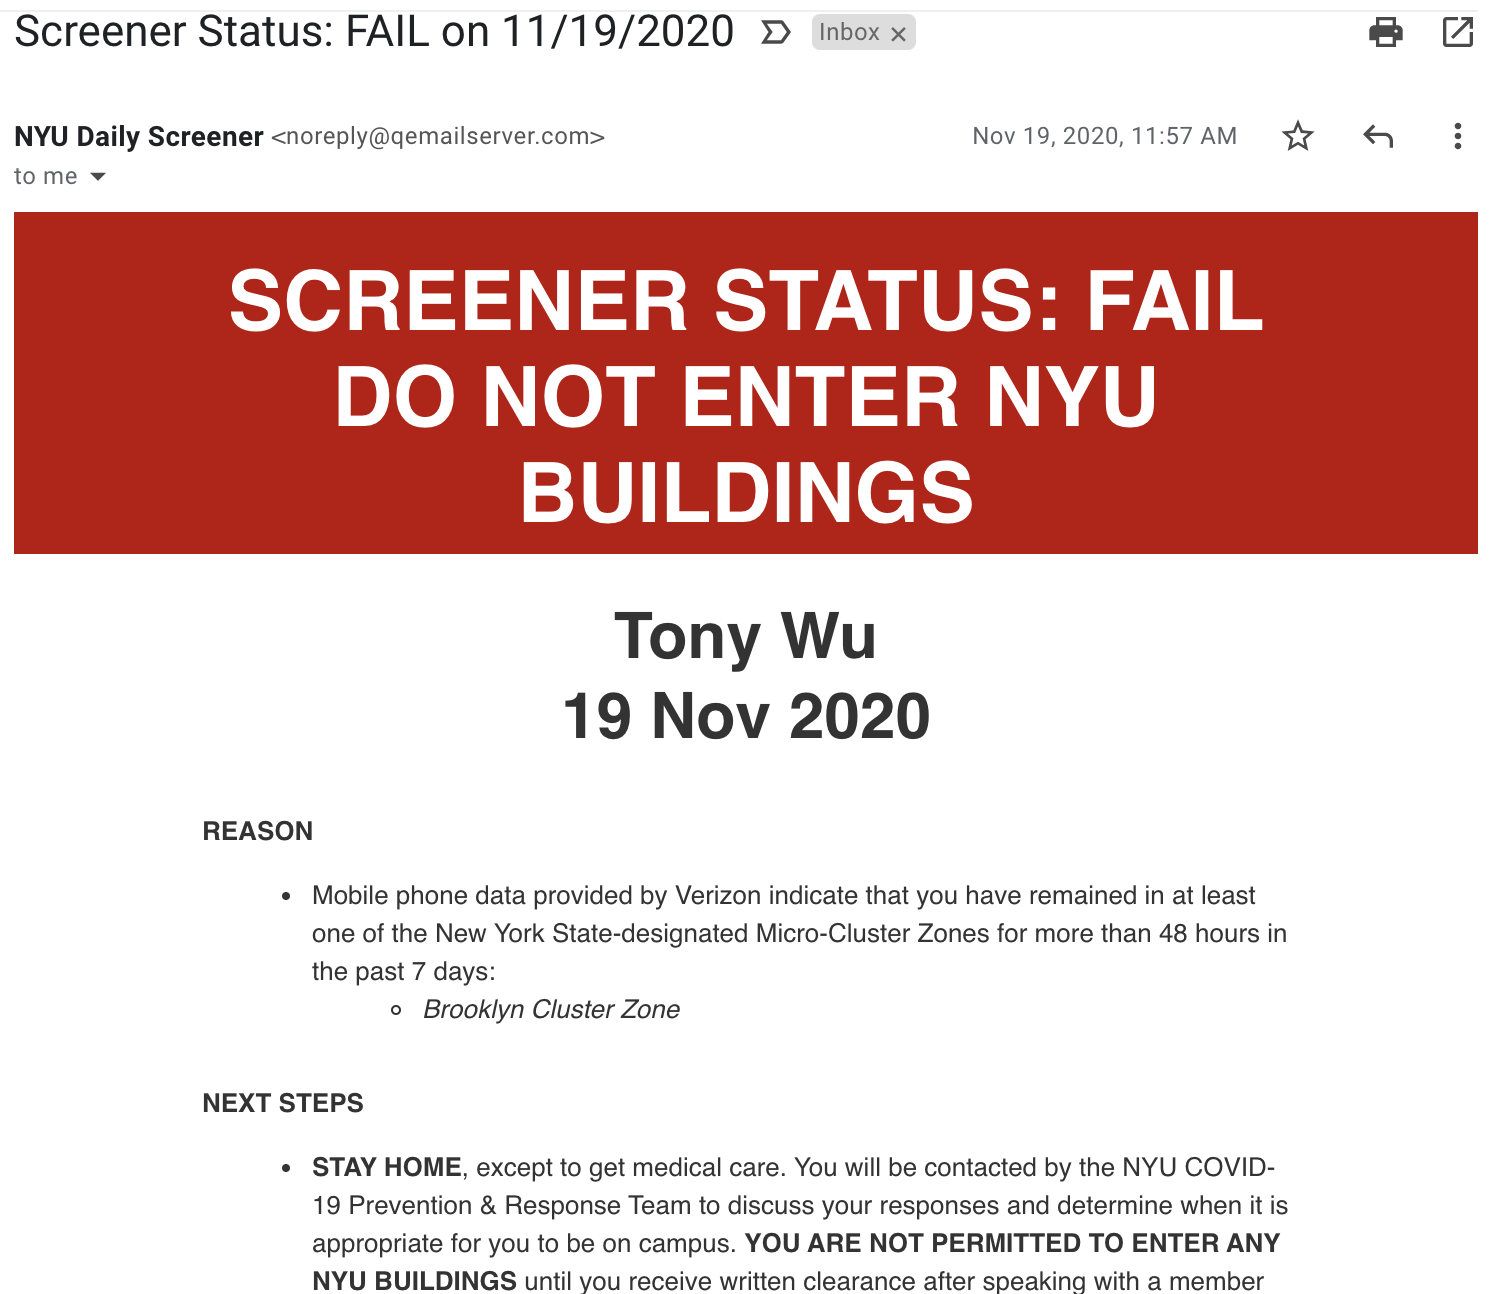 Screener Status: FAIL on 11/19/2020 Inbox ×
NYU Daily Screener <noreply@qemailserver.com> Nov 19, 2020, 11:57 AM
to me
SCREENER STATUS: FAIL
DO NOT ENTER NYU
BUILDINGS
Tony Wu
19 Nov 2020
REASON
• Mobile phone data provided by Verizon indicate that you have remained in at least
one of the New York State-designated Micro-Cluster Zones for more than 48 hours in
the past 7 days:
◦ Brooklyn Cluster Zone
NEXT STEPS
• STAY HOME, except to get medical care. You will be contacted by the NYU COVID-
19 Prevention & Response Team to discuss your responses and determine when it is
appropriate for you to be on campus. YOU ARE NOT PERMITTED TO ENTER ANY
NYU BUILDINGS until you receive written clearance after speaking with a member